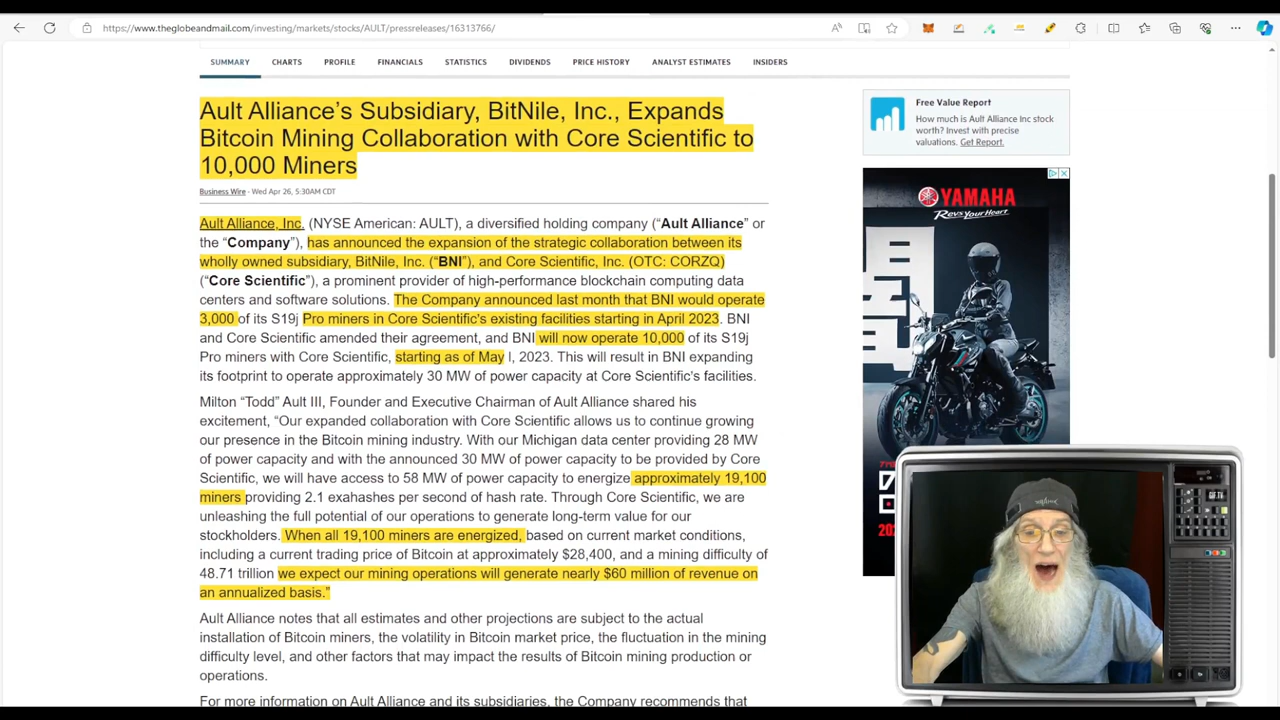 https://www.theglobeandmail.com/investing/markets/stocks/AULT/pressreleases/16313766/
SUMMARY CHARTS PROFILE FINANCIALS STATISTICS DIVIDENDS PRICE HISTORY ANALYST ESTIMATES INSIDERS
Ault Alliance's Subsidiary, BitNile, Inc., Expands
Bitcoin Mining Collaboration with Core Scientific to
10,000 Miners
Business Wire - Wed Apr 26, 5:30AM CDT
Ault Alliance, Inc. (NYSE American: AULT), a diversified holding company ("Ault Alliance" or
the "Company"), has announced the expansion of the strategic collaboration between its
wholly owned subsidiary, BitNile, Inc. ("BNI"), and Core Scientific, Inc. (OTC: CORZQ)
("Core Scientific"), a prominent provider of high-performance blockchain computing data
centers and software solutions. The Company announced last month that BNI would operate
3,000 of its S19j Pro miners in Core Scientific's existing facilities starting in April 2023. BNI
and Core Scientific amended their agreement, and BNI will now operate 10,000 of its S19j
Pro miners with Core Scientific, starting as of May l, 2023. This will result in BNI expanding
its footprint to operate approximately 30 MW of power capacity at Core Scientific's facilities.
Milton "Todd" Ault III, Founder and Executive Chairman of Ault Alliance shared his
excitement, "Our expanded collaboration with Core Scientific allows us to continue growing
our presence in the Bitcoin mining industry. With our Michigan data center providing 28 MW
of power capacity and with the announced 30 MW of power capacity to be provided by Core
Scientific, we will have access to 58 MW of power capacity to energize approximately 19,100
miners providing 2.1 exahashes per second of hash rate. Through Core Scientific, we are
unleashing the full potential of our operations to generate long-term value for our
stockholders. When all 19,100 miners are energized, based on current market conditions,
including a current trading price of Bitcoin at approximately $28,400, and a mining difficulty of
48.71 trillion we expect our mining operations will generate nearly $60 million of revenue on
an annualized basis."
Ault Alliance notes that all estimates and other projections are subject to the actual
installation of Bitcoin miners, the volatility in Bitcoin market price, the fluctuation in the mining
difficulty level, and other factors that may impact the results of Bitcoin mining production or
operations.
For more information on Ault Alliance and its subsidiaries, the Company recommends that
Free Value Report
How much is Ault Alliance Inc stock
worth? Invest with precise
valuations. Get Report.
YAMAHA
Revs Your Heart